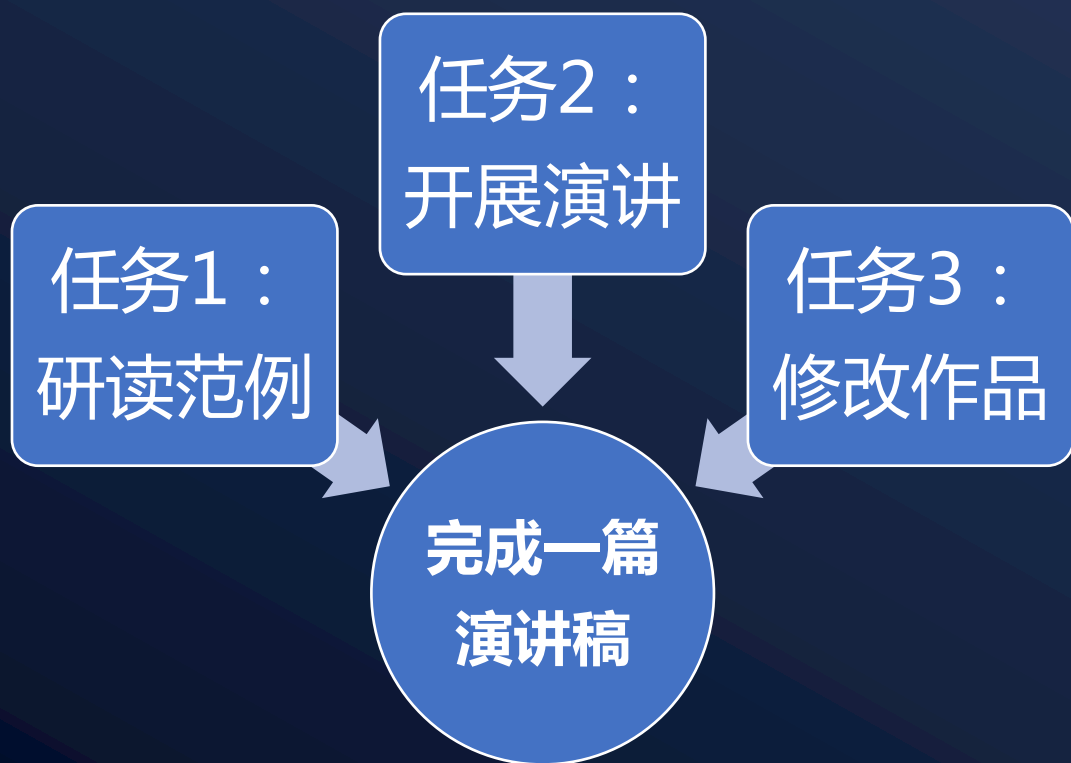 任务1：
研读范例
任务2：
开展演讲
任务3：
修改作品
完成一篇
演讲稿